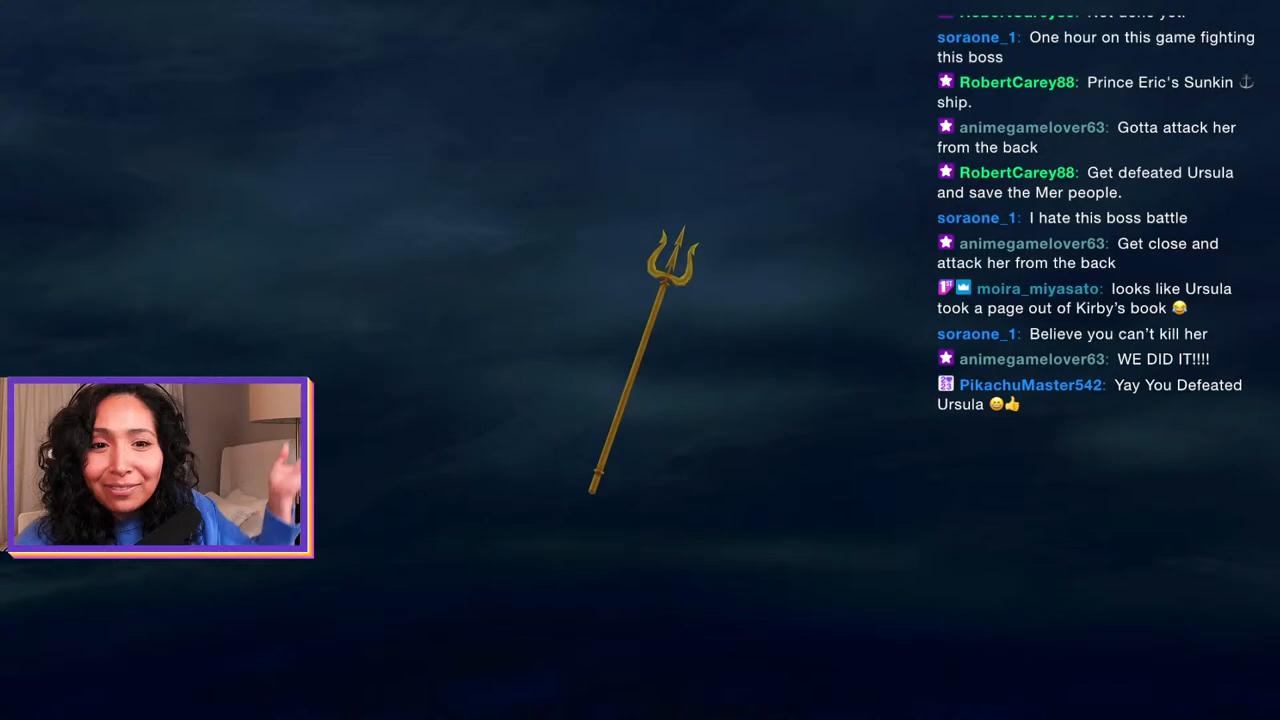 soraone_1: One hour on this game fighting
this boss
RobertCarey88: Prince Eric's Sunkin ⚓
ship.
animegamelover63: Gotta attack her
from the back
RobertCarey88: Get defeated Ursula
and save the Mer people.
soraone_1: I hate this boss battle
animegamelover63: Get close and
attack her from the back
moira_miyasato: looks like Ursula
took a page out of Kirby’s book 😂
soraone_1: Believe you can’t kill her
animegamelover63: WE DID IT!!!!
PikachuMaster542: Yay You Defeated
Ursula 😄👍